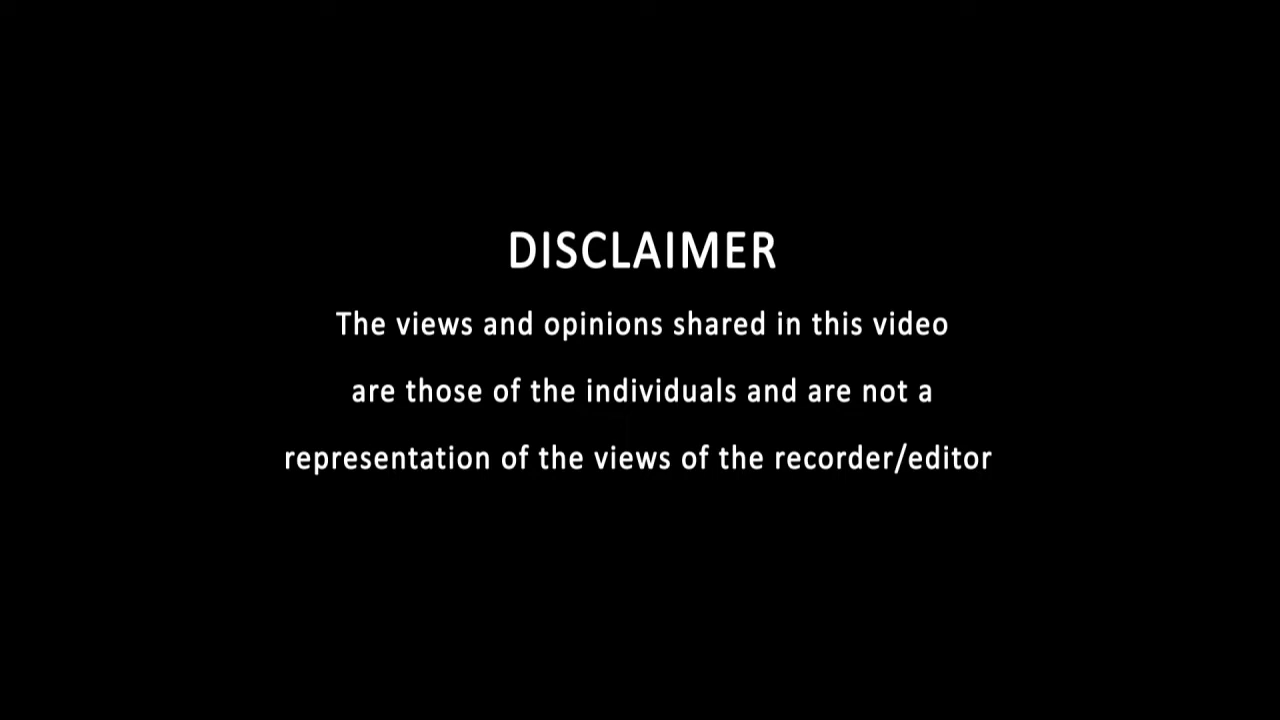 DISCLAIMER
The views and opinions shared in this video
are those of the individuals and are not a
representation of the views of the recorder/editor